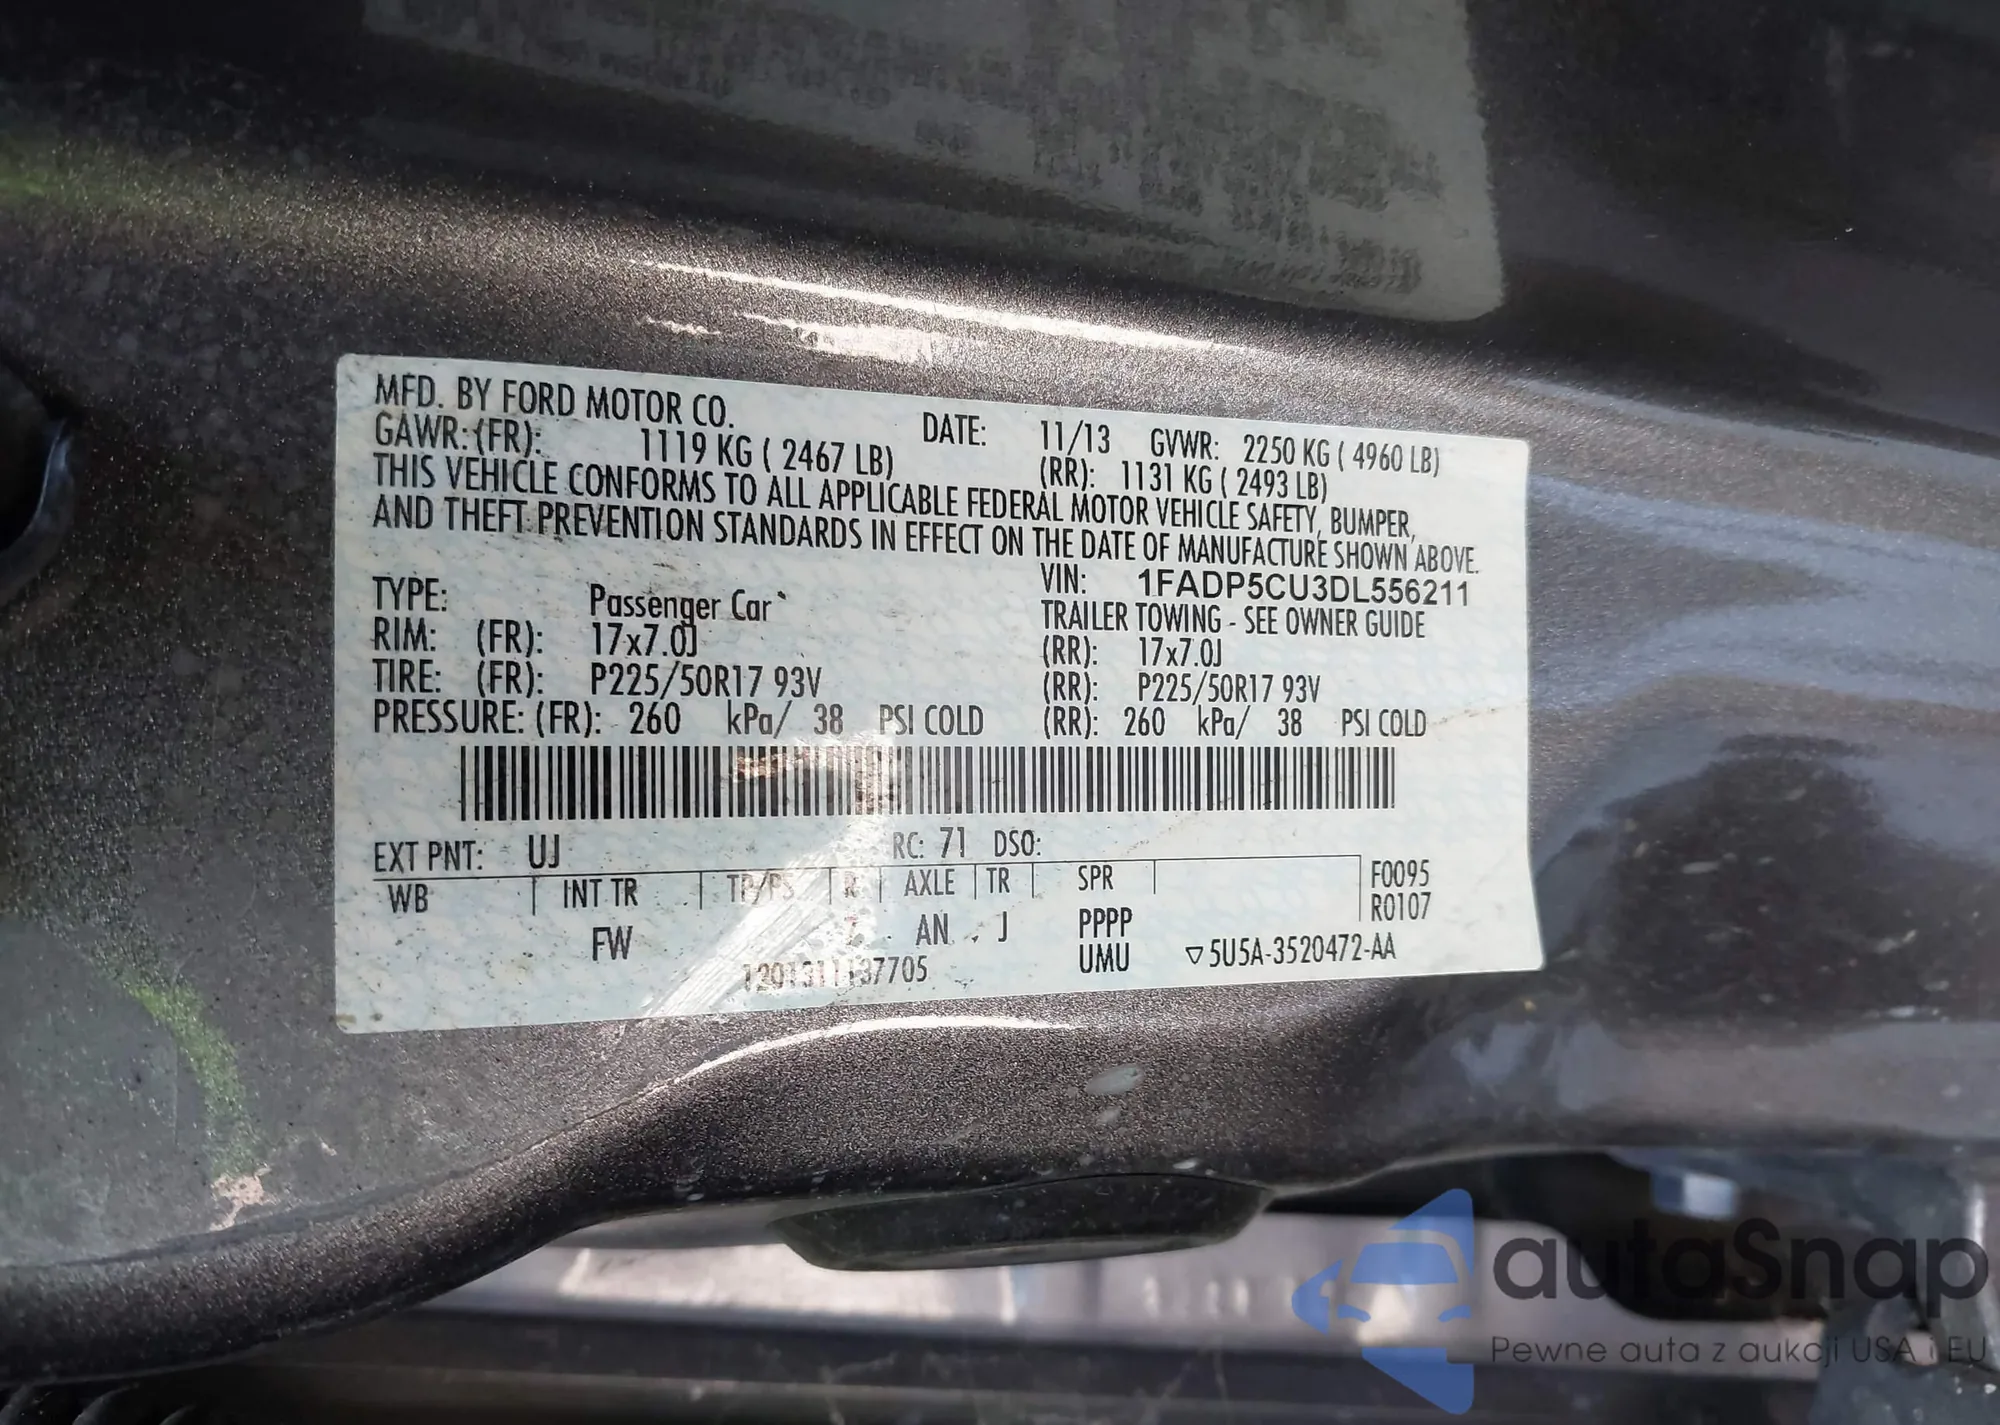 MFD. BY FORD MOTOR CO.
DATE: 11/13 GVWR: 2250 KG ( 4960 LB)
GAWR: (FR): 1119 KG ( 2467 LB) (RR): 1131 KG ( 2493 LB)
THIS VEHICLE CONFORMS TO ALL APPLICABLE FEDERAL MOTOR VEHICLE SAFETY, BUMPER,
AND THEFT PREVENTION STANDARDS IN EFFECT ON THE DATE OF MANUFACTURE SHOWN ABOVE.
VIN: 1FADP5CU3DL556211
TYPE: Passenger Car TRAILER TOWING - SEE OWNER GUIDE
RIM: (FR): 17x7.0J (RR): 17x7.0J
TIRE: (FR): P225/50R17 93V (RR): P225/50R17 93V
PRESSURE: (FR): 260 kPa/ 38 PSI COLD (RR): 260 kPa/ 38 PSI COLD
EXT PNT: UJ RC: 71 DSO:
WB INT TR TP/PS R AXLE TR SPR F0095
R0107
FW AN J PPPP
UMU ▽5U5A-3520472-AA
autaSnap
Pewne auta z aukcji USA i EU